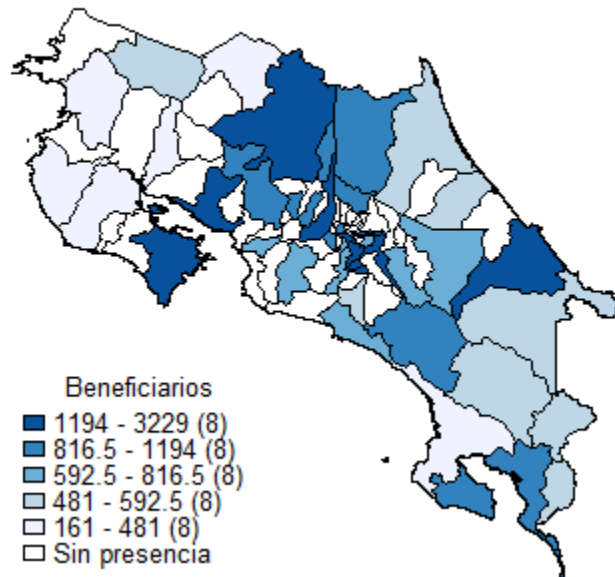 Beneficiarios
1194 - 3229 (8)
816.5 - 1194 (8)
592.5 - 816.5 (8)
481 - 592.5 (8)
161 - 481 (8)
Sin presencia